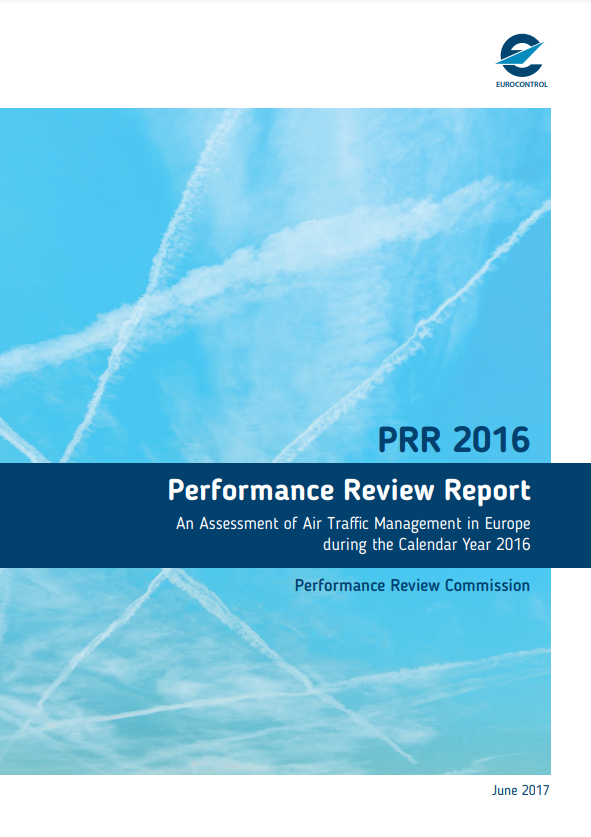 EUROCONTROL
PRR 2016
Performance Review Report
An Assessment of Air Traffic Management in Europe
during the Calendar Year 2016
Performance Review Commission
June 2017